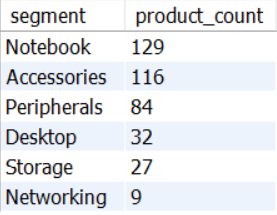 segment product_count
Notebook 129
Accessories 116
Peripherals 84
Desktop 32
Storage 27
Networking 9